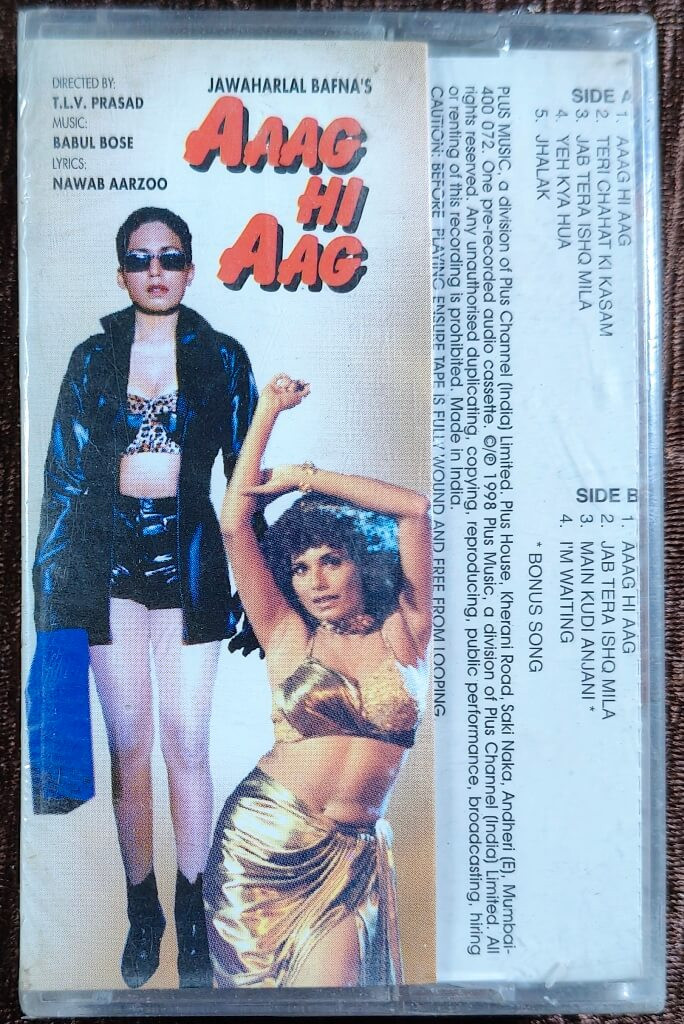 DIRECTED BY:
T.L.V. PRASAD
MUSIC:
BABUL BOSE
LYRICS:
NAWAB AARZOO
JAWAHARLAL BAFNA'S
AAAG
HI
AAG
SIDE A
1. AAAG HI AAG
2. TERI CHAHAT KI KASAM
3. JAB TERA ISHQ MILA
4. YEH KYA HUA
5. JHALAK
SIDE B
1. AAAG HI AAG
2. JAB TERA ISHQ MILA
3. MAIN KUDI ANJANI *
4. I'M WAITING
* BONUS SONG
PLUS MUSIC, a division of Plus Channel (India) Limited. Plus House, Kherani Road, Saki Naka, Andheri (E), Mumbai-
400 072. One pre-recorded audio cassette. ©℗ 1998 Plus Music, a division of Plus Channel (India) Limited. All
rights reserved. Any unauthorised duplicating, copying, reproducing, public performance, broadcasting, hiring
or renting of this recording is prohibited. Made in India.
CAUTION: BEFORE PLAYING ENSURE TAPE IS FULLY WOUND AND FREE FROM LOOPING